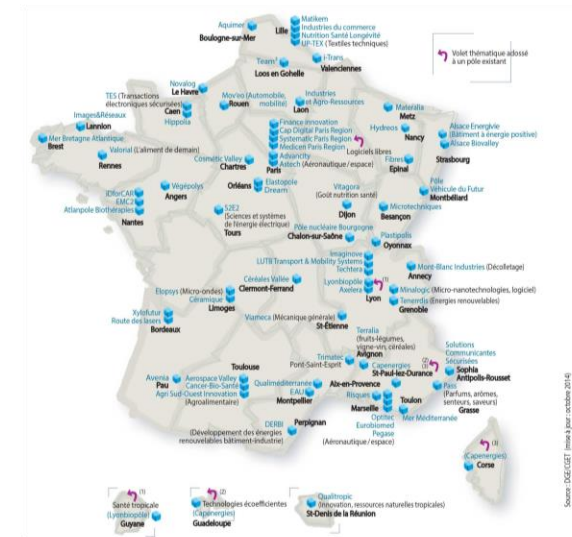 Aquimer
Boulogne-sur-Mer
Matikem
Industries du commerce
Nutrition Santé Longévité
UP-TEX (Textiles techniques)
Lille
Team²
Loos en Gohelle
i-Trans
Valenciennes
Volet thématique adossé
à un pôle existant
Novalog
Le Havre
TES (Transactions
électroniques sécurisées)
Caen
Hippolia
Mov'eo (Automobile,
mobilité)
Rouen
Industries
et Agro-Ressources
Laon
Materalia
Metz
Hydreos
Nancy
Alsace Energivie
(Bâtiment à énergie positive)
Alsace Biovalley
Strasbourg
Images&Réseaux
Lannion
Mer Bretagne Atlantique
Brest
Valorial (L'aliment de demain)
Rennes
Finance innovation
Cap Digital Paris Region
Systematic Paris Region
Medicen Paris Region
Advancity
Astech (Aéronautique/espace)
Paris
Logiciels libres
Cosmetic Valley
Chartres
Fibres
Epinal
Pôle
Véhicule du Futur
Montbéliard
IDforCAR
EMC2
Atlanpole Biothérapies
Nantes
Végépolys
Angers
Orléans
Elastopole
Dream
S2E2
(Sciences et systèmes
de l'énergie électrique)
Tours
Vitagora
(Goût nutrition santé)
Dijon
Microtechniques
Besançon
Pôle nucléaire Bourgogne
Chalon-sur-Saône
Plastipolis
Oyonnax
Imaginove
LUTB Transport & Mobility Systems
Techtera
Lyonbiopôle
Axelera
(1)
Lyon
Mont-Blanc Industries (Décolletage)
Annecy
Minalogic (Micro-nanotechnologies, logiciel)
Tenerrdis (Energies renouvelables)
Grenoble
Elopsys (Micro-ondes)
Céramique
Limoges
Céréales Vallée
Clermont-Ferrand
Xylofutur
Route des lasers
Bordeaux
Viameca (Mécanique générale)
St-Étienne
Terralia
(fruits-légumes,
vigne-vin, céréales)
Avignon
Trimatec
Pont-Saint-Esprit
Capenergies
St-Paul-lez-Durance
(2)
(3)
Solutions
Communicantes
Sécurisées
Sophia
Antipolis-Rousset
Pass
(Parfums, arômes,
senteurs, saveurs)
Grasse
Avenia
Pau
Toulouse
Aerospace Valley
Cancer-Bio-Santé
Agri Sud-Ouest Innovation
(Agroalimentaire)
Qualiméditerranée
EAU
Montpellier
Aix-en-Provence
Risques
Marseille
Optitec
Eurobiomed
Pegase
(Aéronautique/espace)
Toulon
Mer Méditerranée
DERBI
(Développement des énergies
renouvelables bâtiment-industrie)
Perpignan
(3)
(Capenergies)
Corse
(1)
Santé tropicale
(Lyonbiopôle)
Guyane
(2)
Technologies écoefficientes
(Capénergies)
Guadeloupe
Qualitropic
(Innovation, ressources naturelles tropicales)
St-Denis de la Réunion
Source : DGE/CGET (mise à jour : octobre 2014)